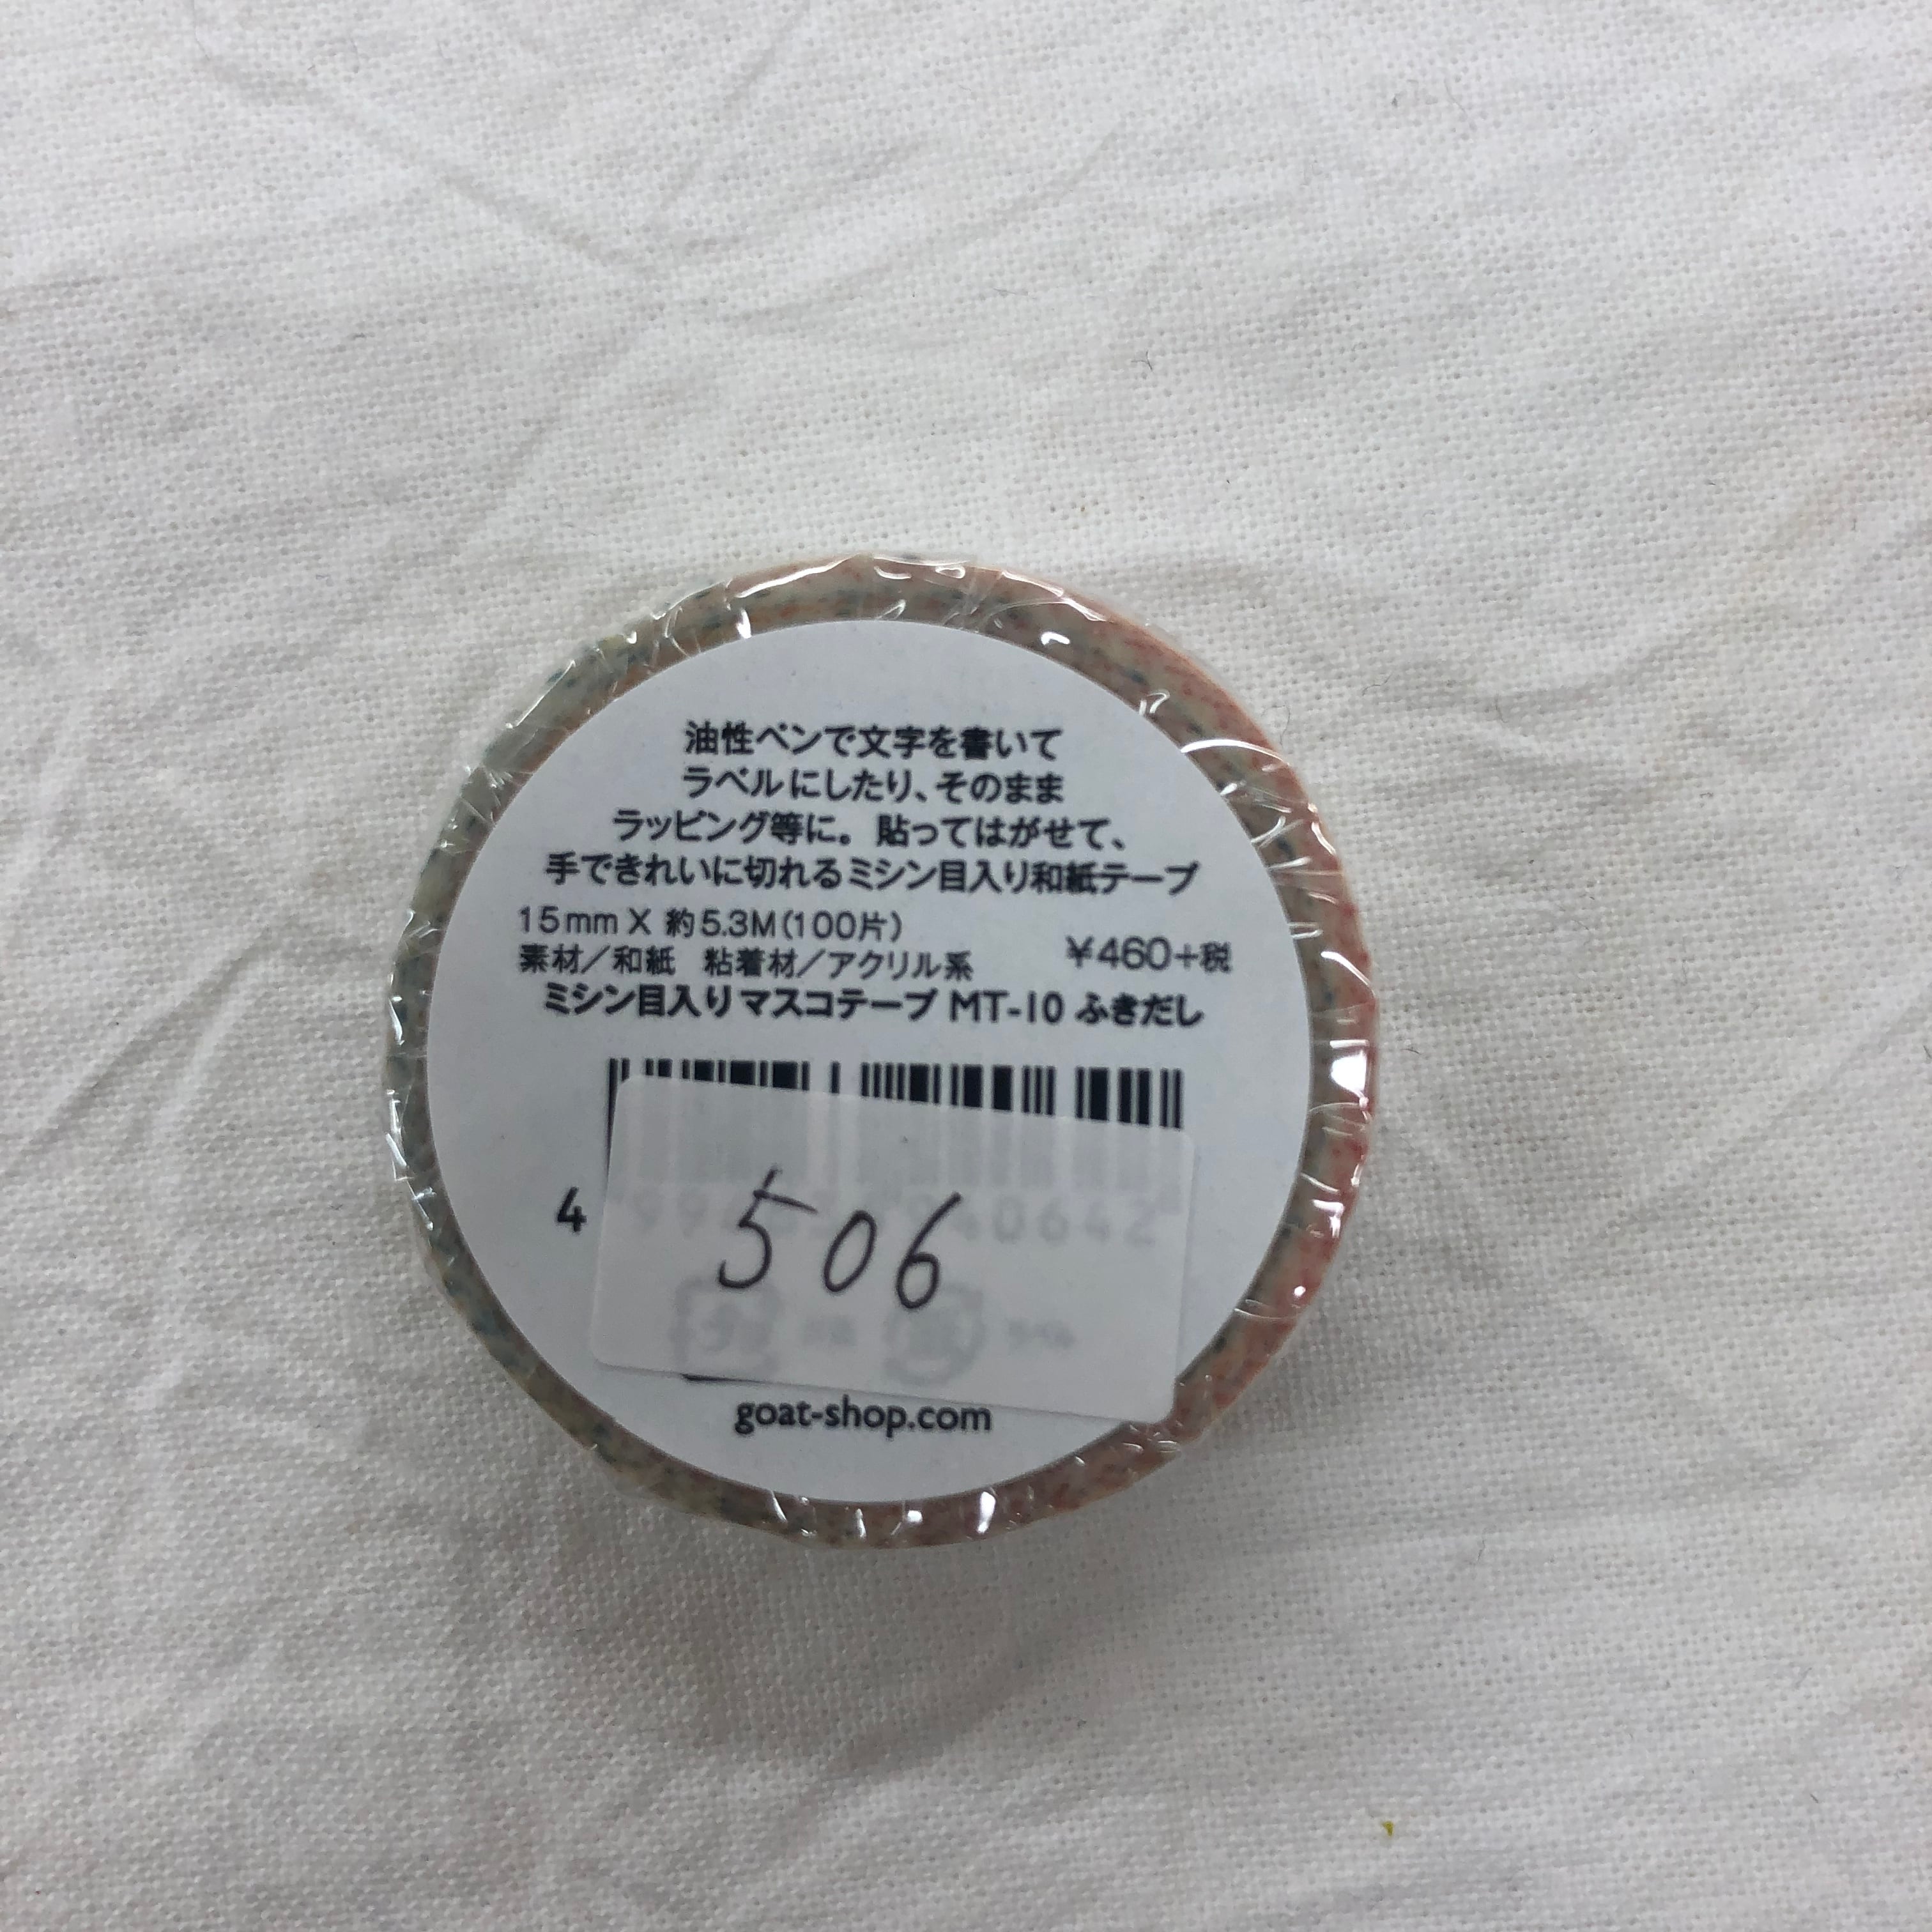 油性ペンで文字を書いて
ラベルにしたり、そのまま
ラッピング等に。貼ってはがせて、
手できれいに切れるミシン目入り和紙テープ
15mm X 約5.3M(100片)
素材/和紙 粘着材/アクリル系 ¥460+税
ミシン目入りマスコテープ MT-10 ふきだし
4
506
goat-shop.com